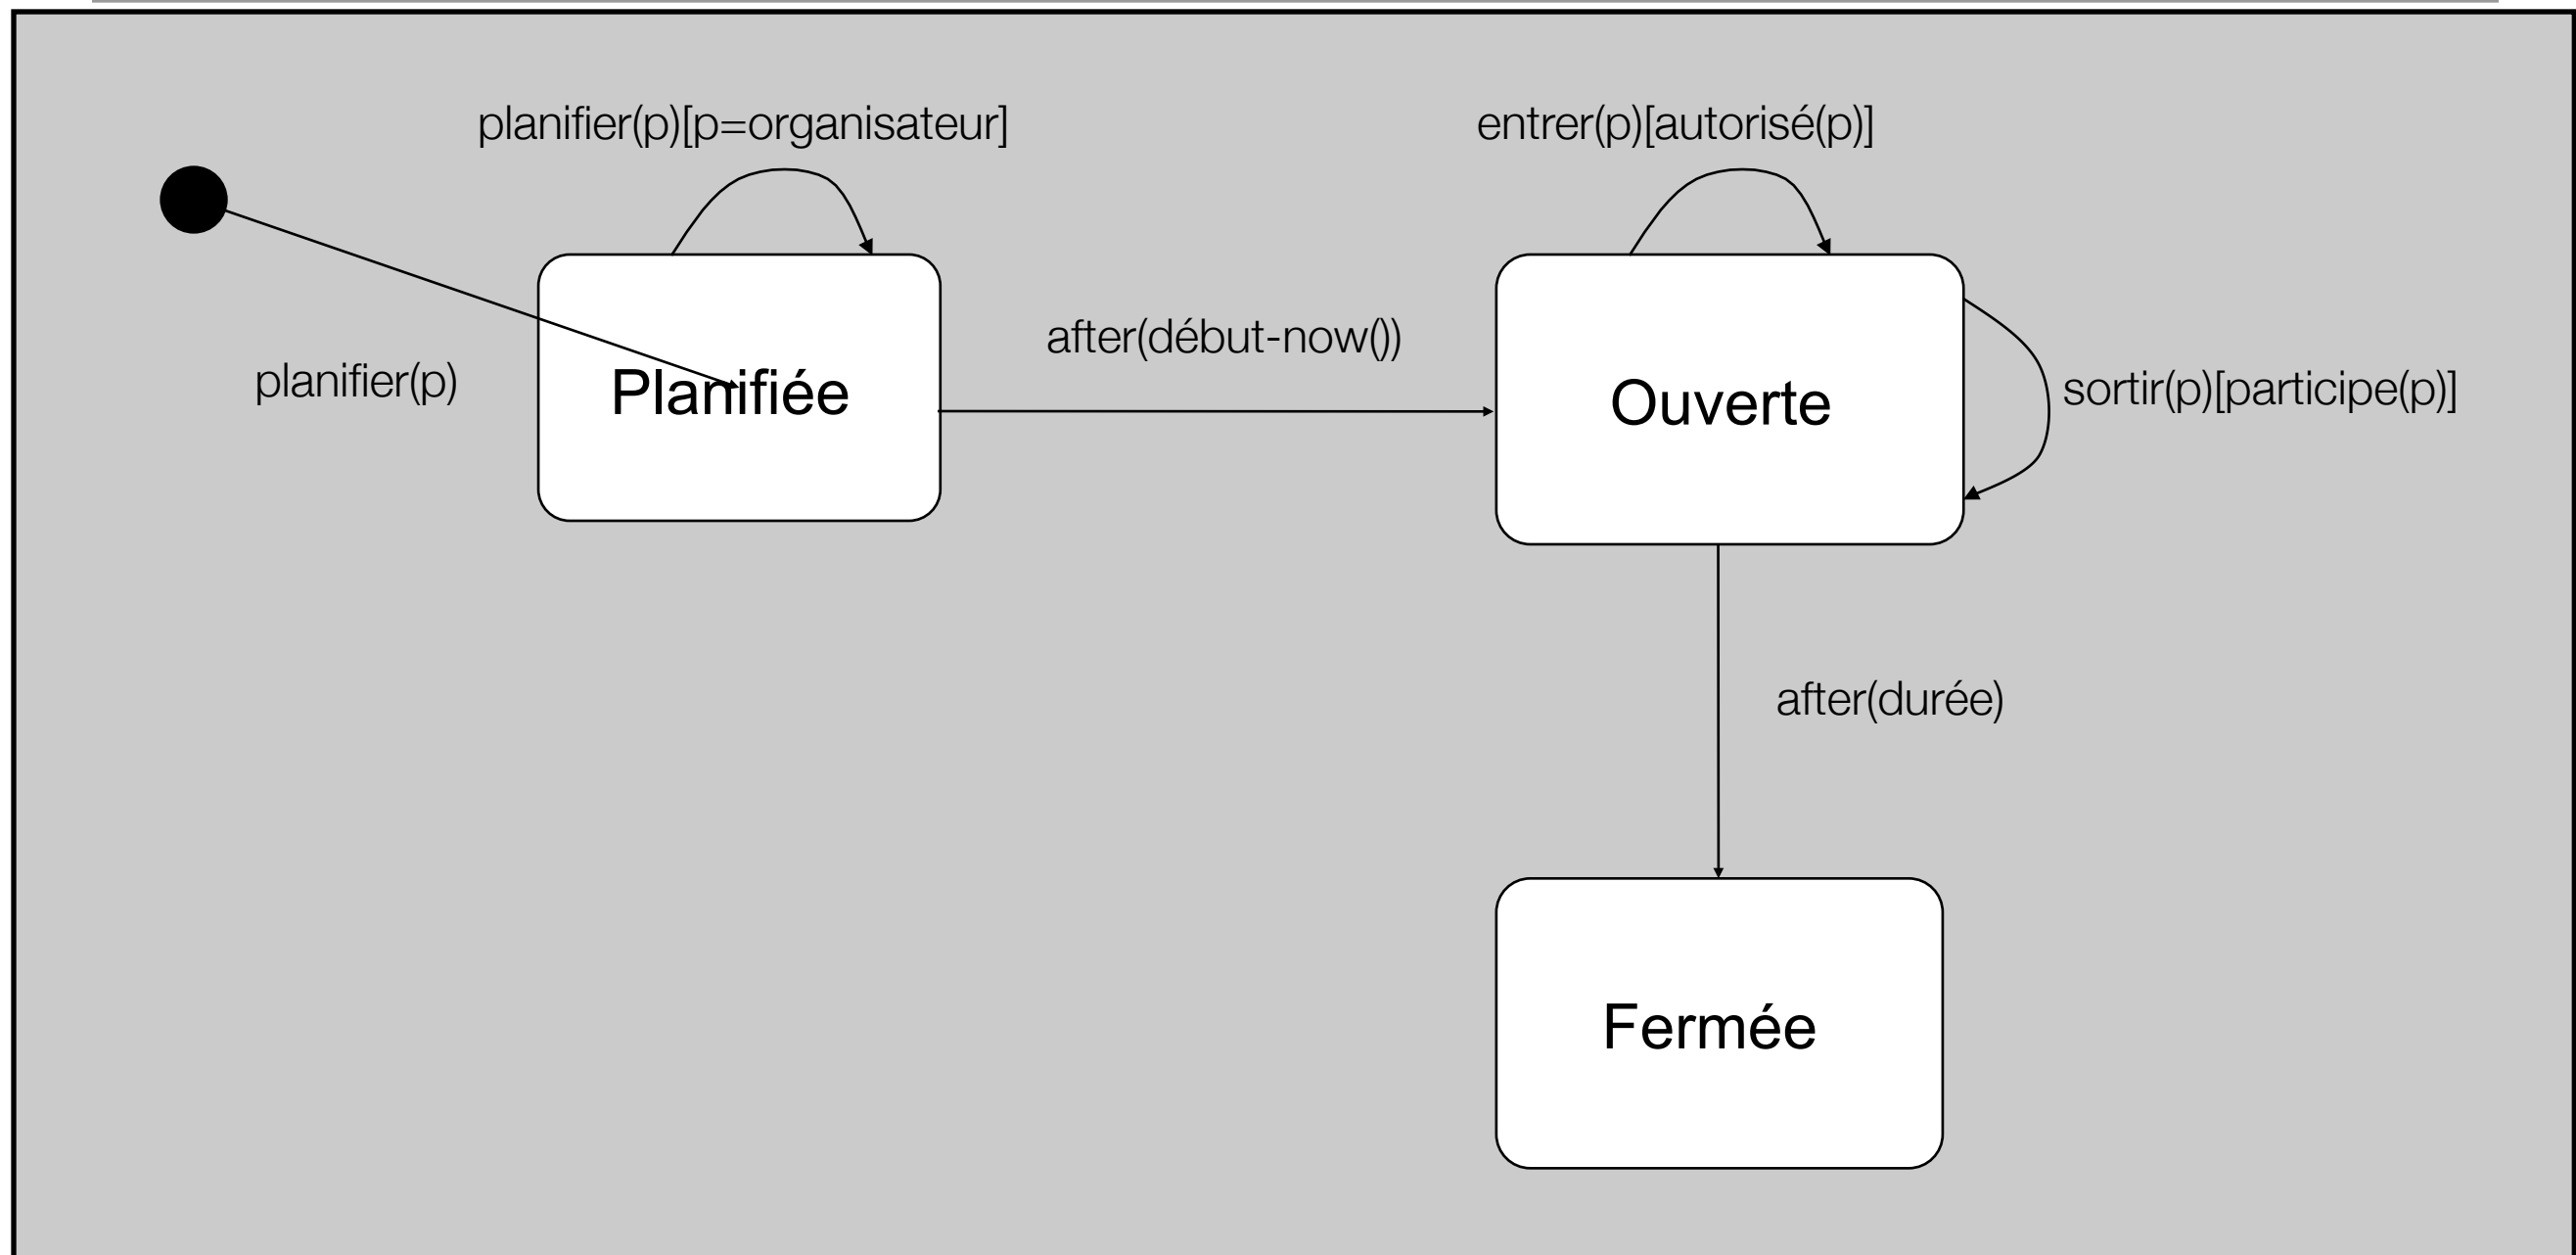 planifier(p)[p=organisateur]
entrer(p)[autorisé(p)]
after(début-now())
planifier(p)
Planifiée
Ouverte
sortir(p)[participe(p)]
after(durée)
Fermée